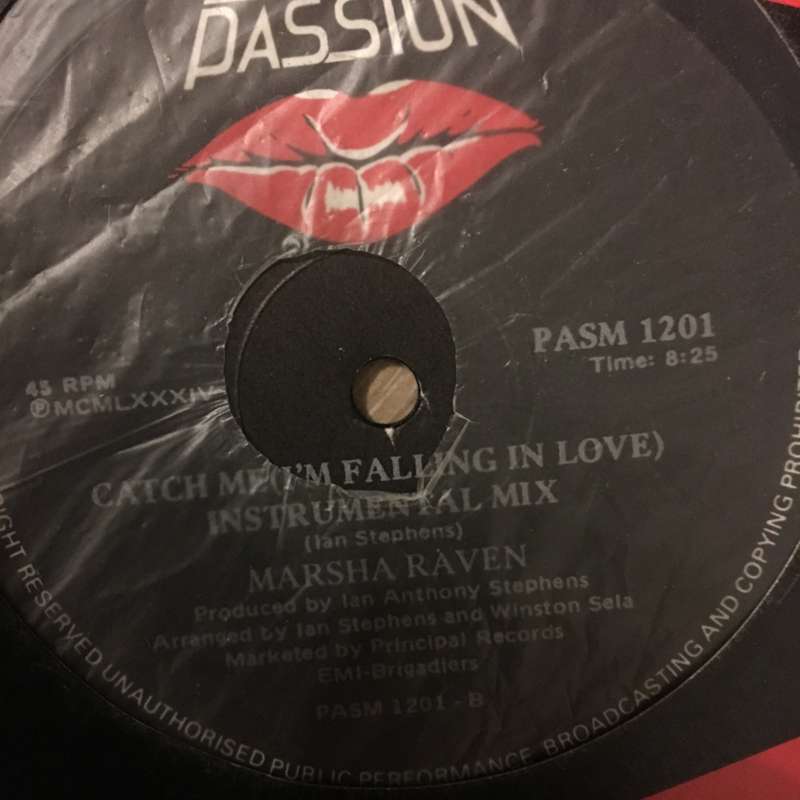 PASSION
PASM 1201
Time: 8:25
45 RPM
℗MCMLXXXIV
CATCH ME(I'M FALLING IN LOVE)
INSTRUMENTAL MIX
(Ian Stephens)
MARSHA RAVEN
Produced by Ian Anthony Stephens
Arranged by Ian Stephens and Winston Sela
Marketed by Principal Records
EMI-Brigadiers
PASM 1201 - B
RIGHT RESERVED UNAUTHORISED PUBLIC PERFORMANCE, BROADCASTING AND COPYING PROHIBITE